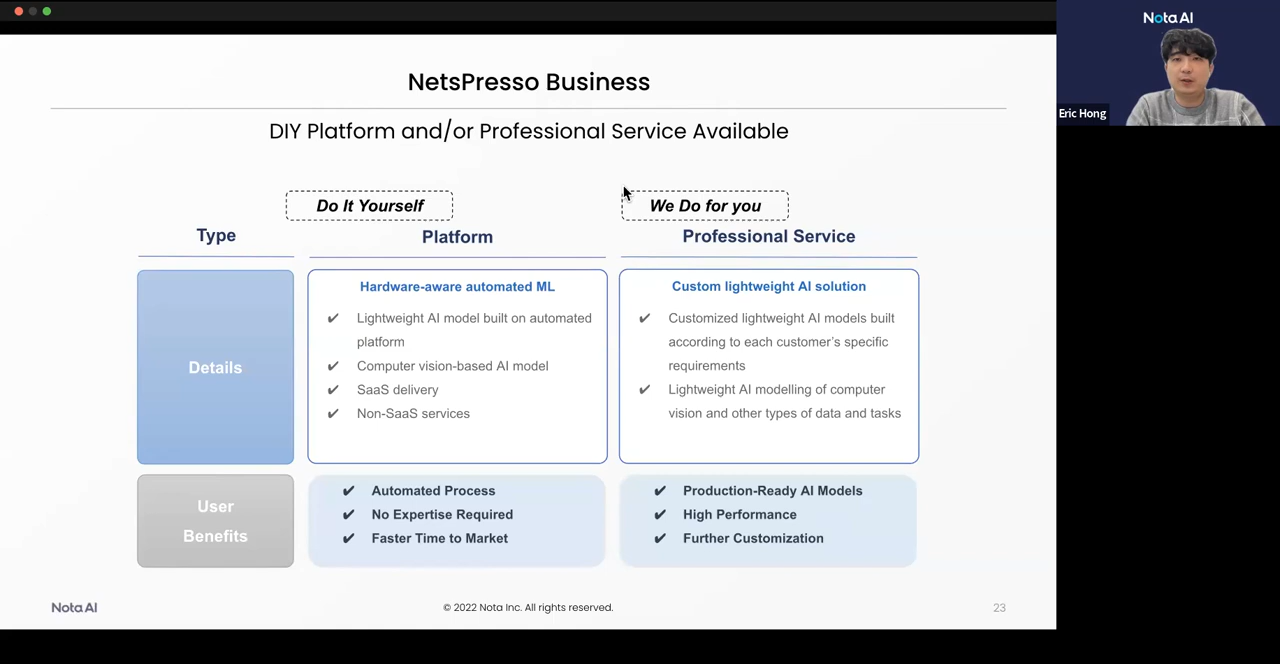 Nota AI
Eric Hong
NetsPresso Business
DIY Platform and/or Professional Service Available
Do It Yourself
We Do for you
Type
Platform
Professional Service
Details
Hardware-aware automated ML
✔ Lightweight AI model built on automated
platform
✔ Computer vision-based AI model
✔ SaaS delivery
✔ Non-SaaS services
Custom lightweight AI solution
✔ Customized lightweight AI models built
according to each customer's specific
requirements
✔ Lightweight AI modelling of computer
vision and other types of data and tasks
User
Benefits
✔ Automated Process
✔ No Expertise Required
✔ Faster Time to Market
✔ Production-Ready AI Models
✔ High Performance
✔ Further Customization
Nota AI
© 2022 Nota Inc. All rights reserved.
23